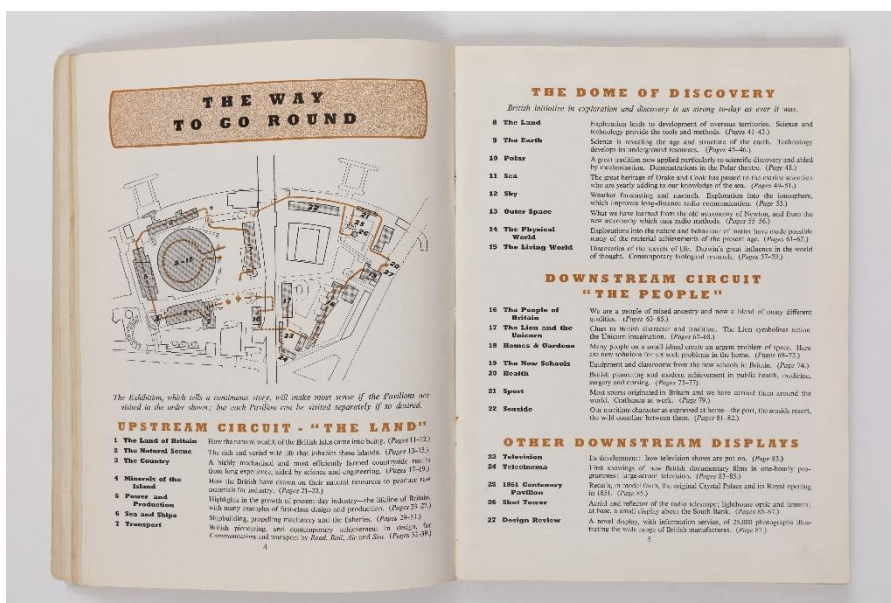 THE WAY
TO GO ROUND
The Exhibition, which tells a continuous story, will make most sense if the Pavilions are
visited in the order shown; but each Pavilion can be visited separately if so desired.
UPSTREAM CIRCUIT - "THE LAND"
1 The Land of Britain How the natural wealth of the British Isles came into being. (Pages 11-12.)
2 The Natural Scene The rich and varied wild life that inhabits these islands. (Pages 13-15.)
3 The Country A highly mechanised and most efficiently farmed countryside results
from long experience, aided by science and engineering. (Pages 17-19.)
4 Minerals of the How the British have drawn on their natural resources to produce raw
Island materials for industry. (Pages 21-22.)
5 Power and Highlights in the growth of present-day industry—the lifeline of Britain,
Production with many examples of first-class design and production. (Pages 23-27.)
6 Sea and Ships Shipbuilding, propelling machinery and the fisheries. (Pages 29-31.)
7 Transport British pioneering, and contemporary achievement in design, for
Communications and transport by Road, Rail, Air and Sea. (Pages 32-39.)
4
THE DOME OF DISCOVERY
British initiative in exploration and discovery is as strong to-day as ever it was.
8 The Land Exploration leads to development of overseas territories. Science and
technology provide the tools and methods. (Pages 41-43.)
9 The Earth Science is revealing the age and structure of the earth. Technology
develops its underground resources. (Pages 45-46.)
10 Polar A great tradition now applied particularly to scientific discovery and aided
by mechanisation. Demonstrations in the Polar theatre. (Page 48.)
11 Sea The great heritage of Drake and Cook has passed to the marine scientists
who are yearly adding to our knowledge of the sea. (Pages 49-51.)
12 Sky Weather forecasting and research. Exploration into the ionosphere,
which improves long-distance radio communication. (Page 53.)
13 Outer Space What we have learned from the old astronomy of Newton, and from the
new astronomy which uses radio methods. (Pages 55-56.)
14 The Physical Explorations into the nature and behaviour of matter have made possible
World many of the material achievements of the present age. (Pages 61-62.)
15 The Living World Discoveries of the secrets of life. Darwin's great influence in the world
of thought. Contemporary biological research. (Pages 57-59.)
DOWNSTREAM CIRCUIT
"THE PEOPLE"
16 The People of We are a people of mixed ancestry and now a blend of many different
Britain qualities. (Pages 63-65.)
17 The Lion and the Clues to British character and tradition. The Lion symbolises action
Unicorn the Unicorn imagination. (Pages 67-68.)
18 Homes & Gardens Many people on a small island create an urgent problem of space. Here
are new solutions for six such problems in the home. (Pages 69-72.)
19 The New Schools Equipment and classrooms from the new schools in Britain. (Page 74.)
20 Health British pioneering and modern achievement in public health, medicine,
surgery and nursing. (Pages 75-77).
21 Sport Most sports originated in Britain and we have carried them around the
world. Craftsmen at work. (Page 79.)
22 Seaside Our maritime character as expressed at home—the port, the seaside resort,
the wild coastline between them. (Pages 81-82.)
OTHER DOWNSTREAM DISPLAYS
23 Television Its development: how television shows are put on. (Page 83.)
24 Telecinema First showings of new British documentary films in one-hourly pro-
grammes: large-screen television. (Pages 83-85.)
25 1851 Centenary Recalls, in model form, the original Crystal Palace and its Royal opening
Pavilion in 1851. (Page 85.)
26 Shot Tower Aerial and reflector of the radio telescope; lighthouse optic and lantern;
at base, a small display about the South Bank. (Pages 85-87.)
27 Design Review A novel display, with information service, of 25,000 photographs illus-
trating the wide range of British manufactures. (Page 87.)
5